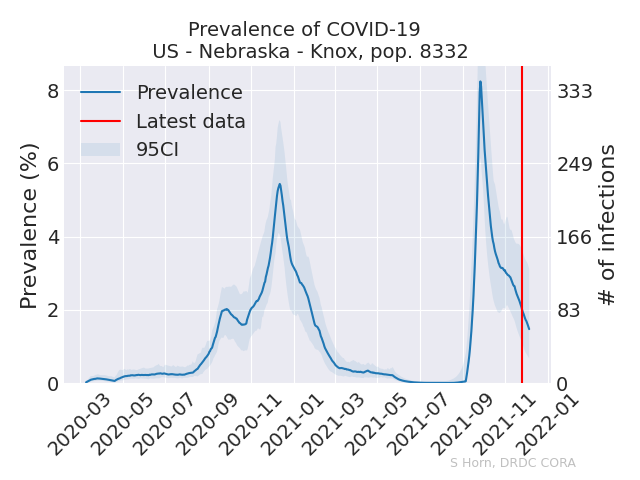 Prevalence of COVID-19
US - Nebraska - Knox, pop. 8332
Prevalence
Latest data
95CI
Prevalence (%)
8
6
4
2
0
# of infections
333
249
166
83
0
2020-03
2020-05
2020-07
2020-09
2020-11
2021-01
2021-03
2021-05
2021-07
2021-09
2021-11
2022-01
S Horn, DRDC CORA